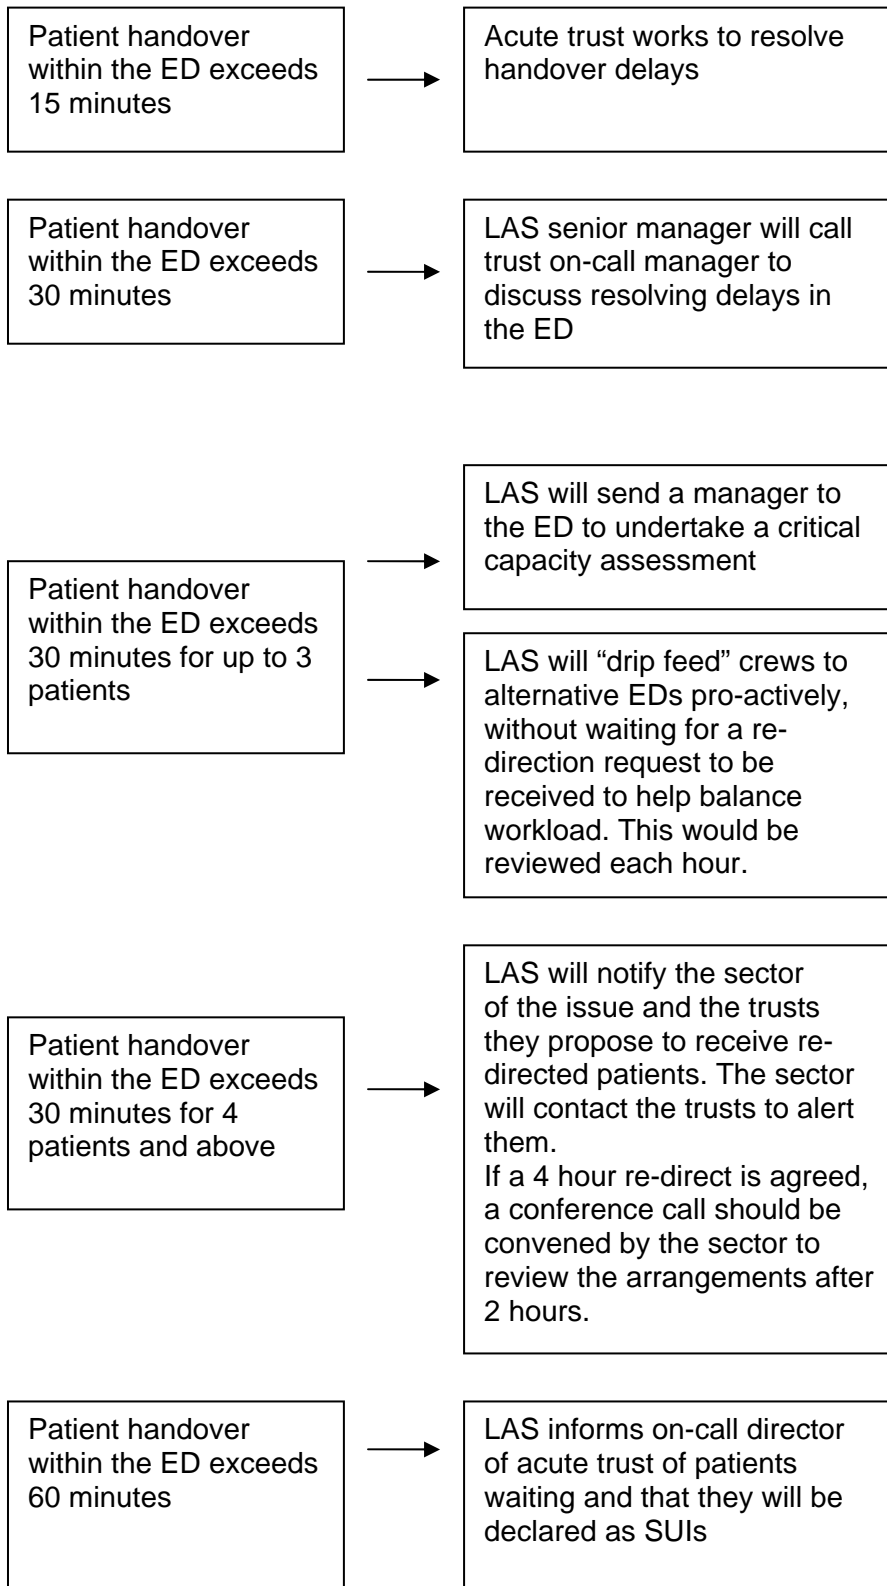 Patient handover
within the ED exceeds
15 minutes
Acute trust works to resolve
handover delays
Patient handover
within the ED exceeds
30 minutes
LAS senior manager will call
trust on-call manager to
discuss resolving delays in
the ED
Patient handover
within the ED exceeds
30 minutes for up to 3
patients
LAS will send a manager to
the ED to undertake a critical
capacity assessment
LAS will “drip feed” crews to
alternative EDs pro-actively,
without waiting for a re-
direction request to be
received to help balance
workload. This would be
reviewed each hour.
Patient handover
within the ED exceeds
30 minutes for 4
patients and above
LAS will notify the sector
of the issue and the trusts
they propose to receive re-
directed patients. The sector
will contact the trusts to alert
them.
If a 4 hour re-direct is agreed,
a conference call should be
convened by the sector to
review the arrangements after
2 hours.
Patient handover
within the ED exceeds
60 minutes
LAS informs on-call director
of acute trust of patients
waiting and that they will be
declared as SUIs